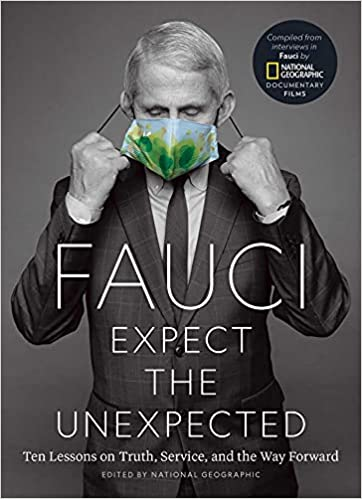 Compiled from
interviews in
Fauci by
NATIONAL
GEOGRAPHIC
DOCUMENTARY
FILMS
FAUCI
EXPECT
THE
UNEXPECTED
Ten Lessons on Truth, Service, and the Way Forward
EDITED BY NATIONAL GEOGRAPHIC